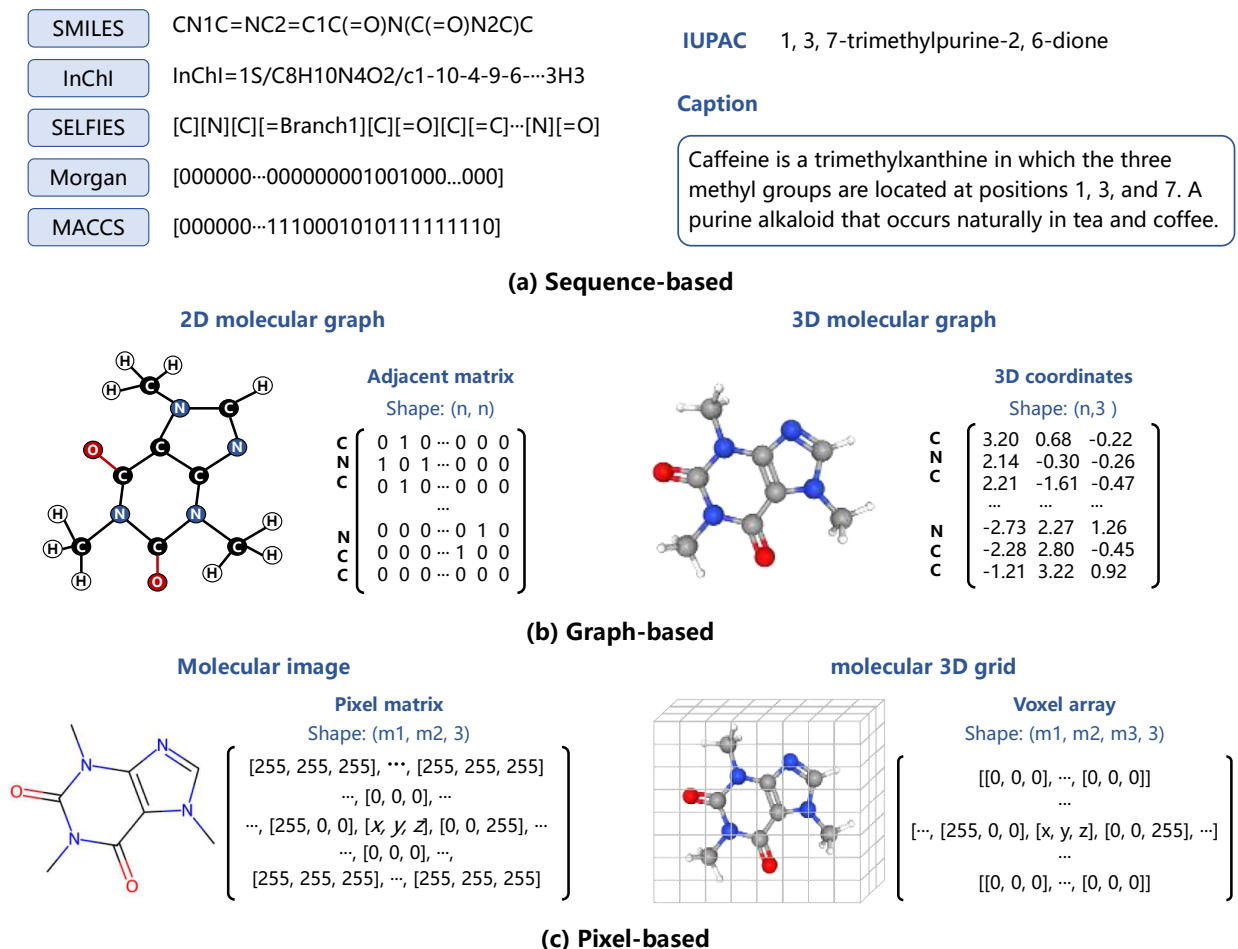 SMILES CN1C=NC2=C1C(=O)N(C(=O)N2C)C
InChI InChI=1S/C8H10N4O2/c1-10-4-9-6-···3H3
SELFIES [C][N][C][=Branch1][C][=O][C][=C]···[N][=O]
Morgan [000000···000000001001000...000]
MACCS [000000···1110001010111111110]
IUPAC 1, 3, 7-trimethylpurine-2, 6-dione
Caption
Caffeine is a trimethylxanthine in which the three
methyl groups are located at positions 1, 3, and 7. A
purine alkaloid that occurs naturally in tea and coffee.
(a) Sequence-based
2D molecular graph
H
H
H
C
H
N
C
O
C
N
C
C
H
N
N
H
H
C
C
C
H
H
O
H
Adjacent matrix
Shape: (n, n)
C 0 1 0 ··· 0 0 0
N 1 0 1 ··· 0 0 0
C 0 1 0 ··· 0 0 0
...
N 0 0 0 ··· 0 1 0
C 0 0 0 ··· 1 0 0
C 0 0 0 ··· 0 0 0
3D molecular graph
3D coordinates
Shape: (n,3 )
C 3.20 0.68 -0.22
N 2.14 -0.30 -0.26
C 2.21 -1.61 -0.47
... ... ...
N -2.73 2.27 1.26
C -2.28 2.80 -0.45
C -1.21 3.22 0.92
(b) Graph-based
Molecular image
N
N
O
N
N
O
Pixel matrix
Shape: (m1, m2, 3)
[255, 255, 255], ···, [255, 255, 255]
···, [0, 0, 0], ···
···, [255, 0, 0], [x, y, z], [0, 0, 255], ···
···, [0, 0, 0], ···,
[255, 255, 255], ···, [255, 255, 255]
molecular 3D grid
Voxel array
Shape: (m1, m2, m3, 3)
[[0, 0, 0], ···, [0, 0, 0]]
...
[···, [255, 0, 0], [x, y, z], [0, 0, 255], ···]
...
[[0, 0, 0], ···, [0, 0, 0]]
(c) Pixel-based